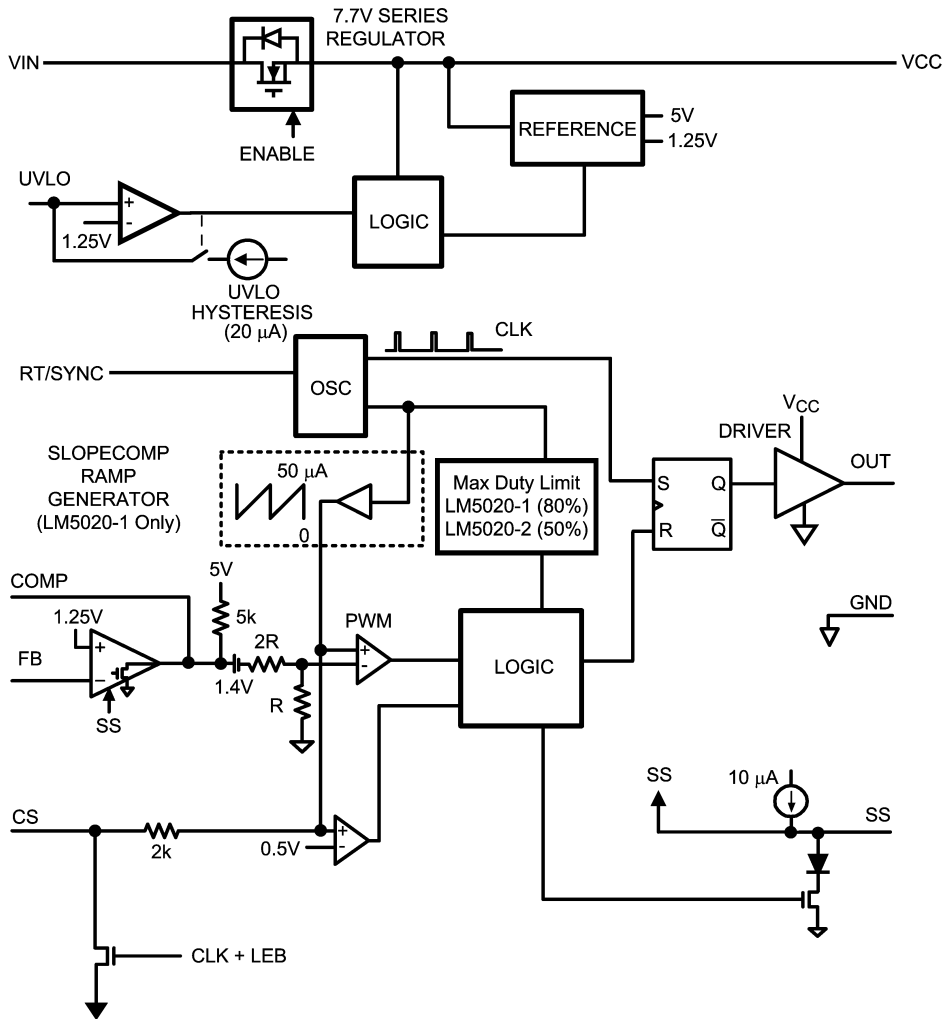 7.7V SERIES
REGULATOR
VIN
VCC
ENABLE
REFERENCE
5V
1.25V
UVLO
+
-
1.25V
LOGIC
UVLO
HYSTERESIS
(20 μA)
CLK
RT/SYNC
OSC
SLOPECOMP
RAMP
GENERATOR
(LM5020-1 Only)
50 μA
0
Max Duty Limit
LM5020-1 (80%)
LM5020-2 (50%)
VCC
DRIVER
OUT
S Q
R Q̅
5V
COMP
5k
1.25V
+
FB
–
SS
1.4V
2R
R
PWM
+
-
LOGIC
GND
SS
10 μA
SS
CS
2k
0.5V
+
-
CLK + LEB